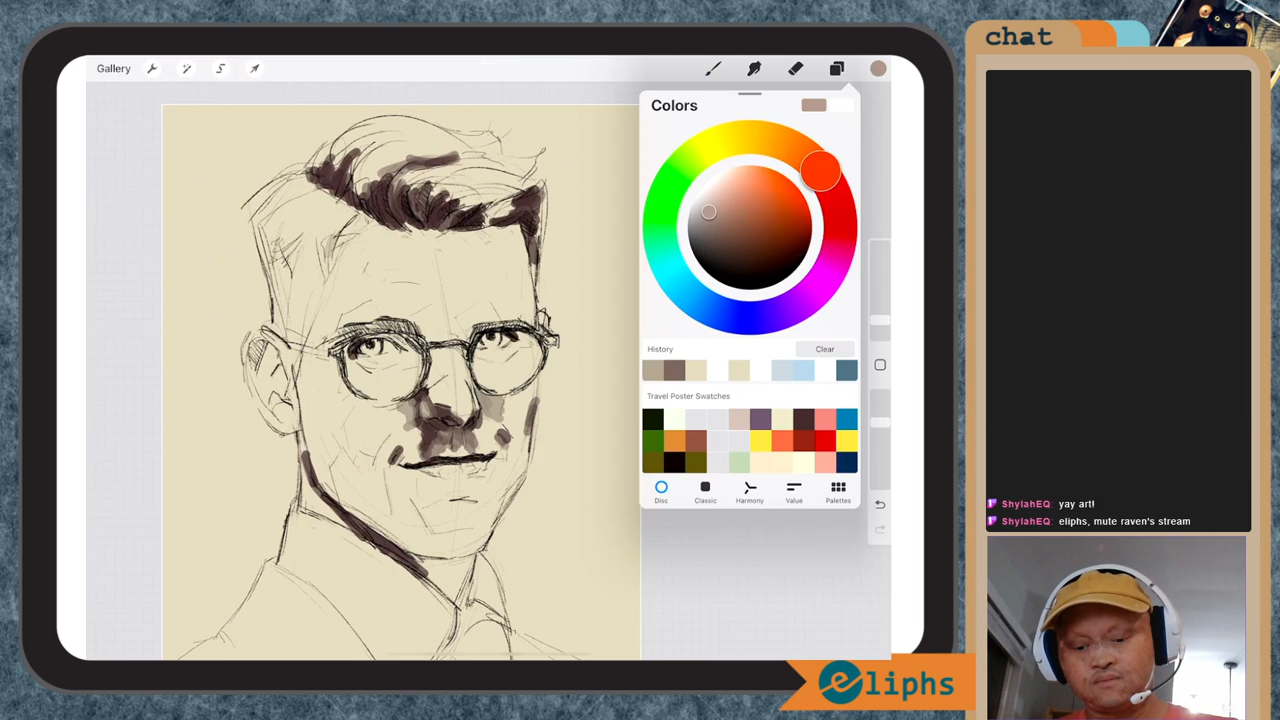 Gallery
Colors
History
Clear
Travel Poster Swatches
Disc
Classic
Harmony
Value
Palettes
chat
ShylahEQ: yay art!
ShylahEQ: eliphs, mute raven's stream
eliphs